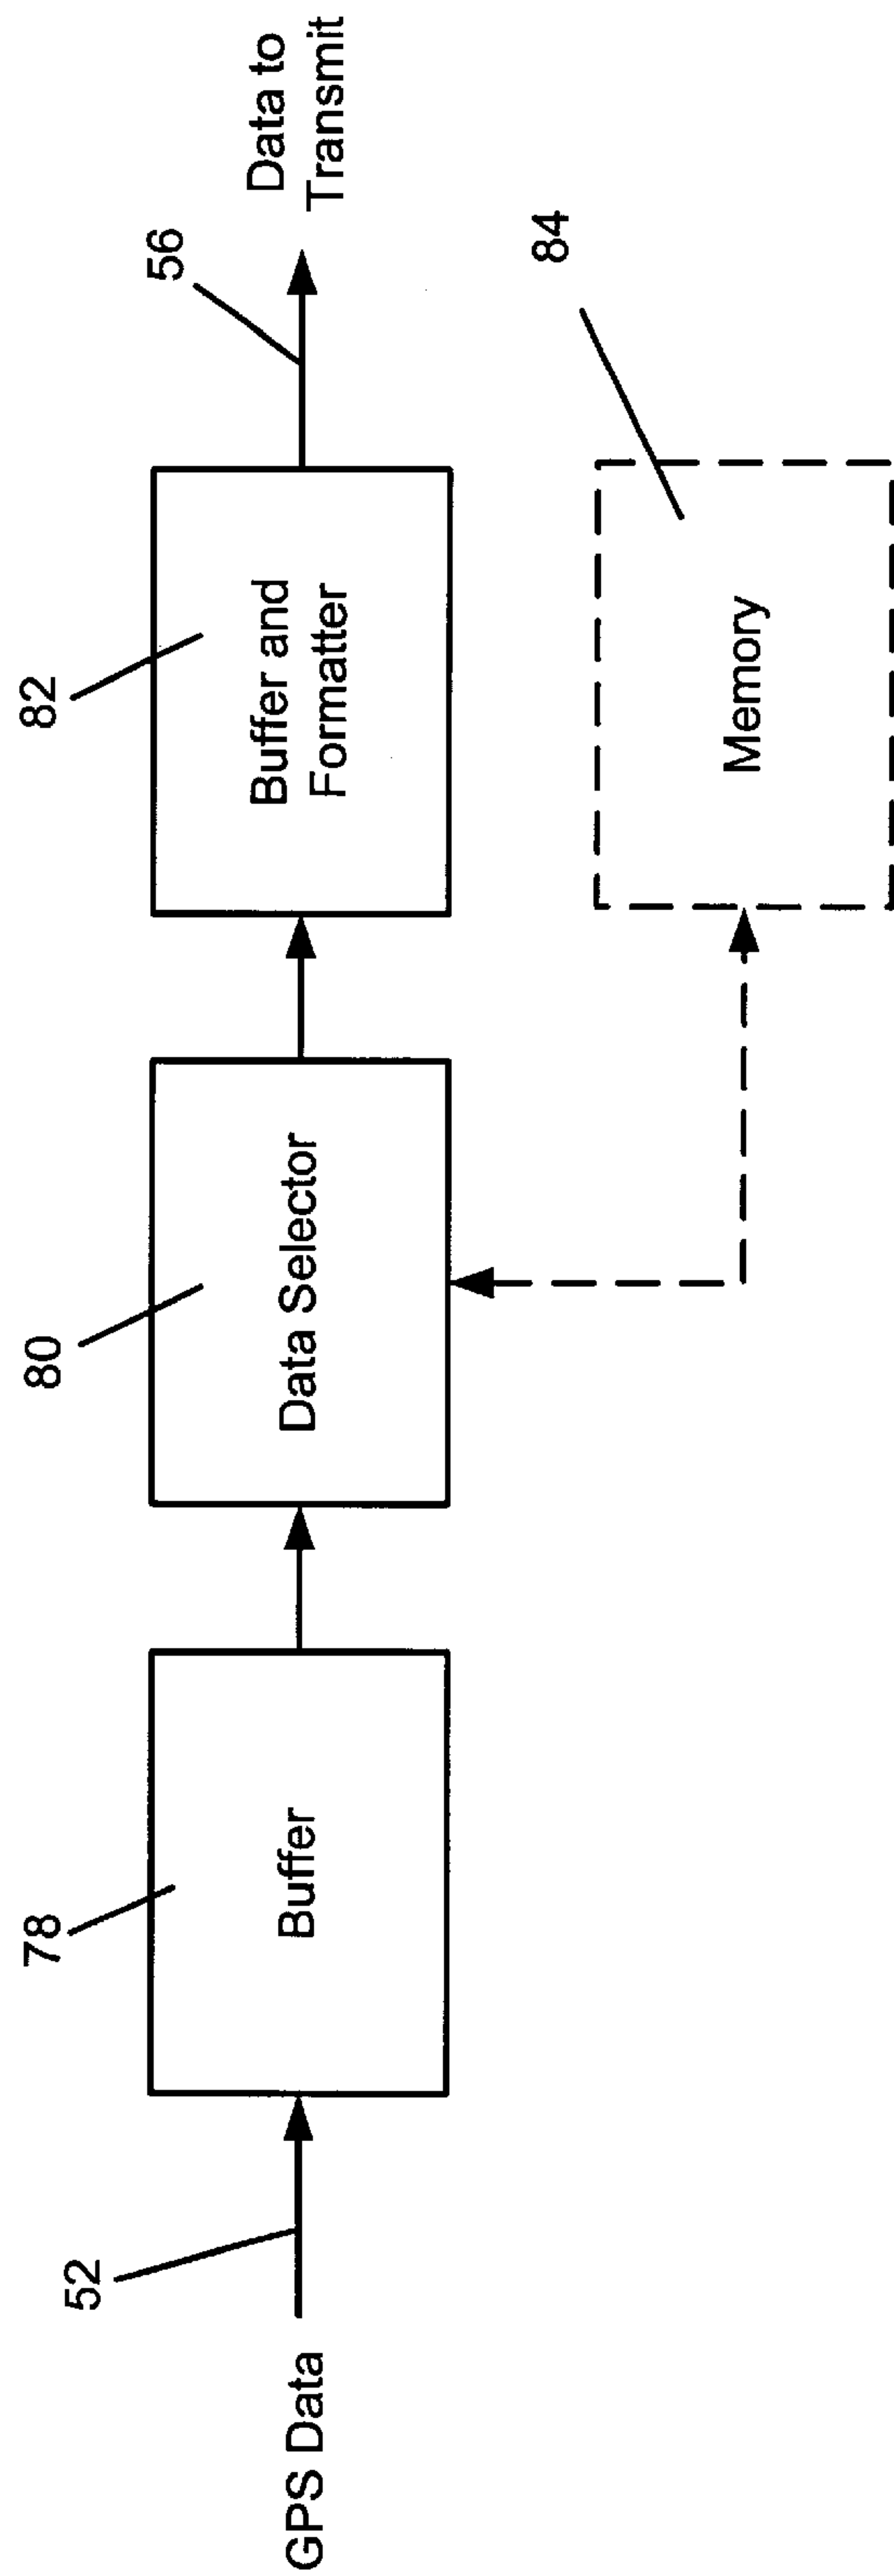 GPS Data
52
78
Buffer
80
Data Selector
82
Buffer and
Formatter
56
Data to
Transmit
84
Memory